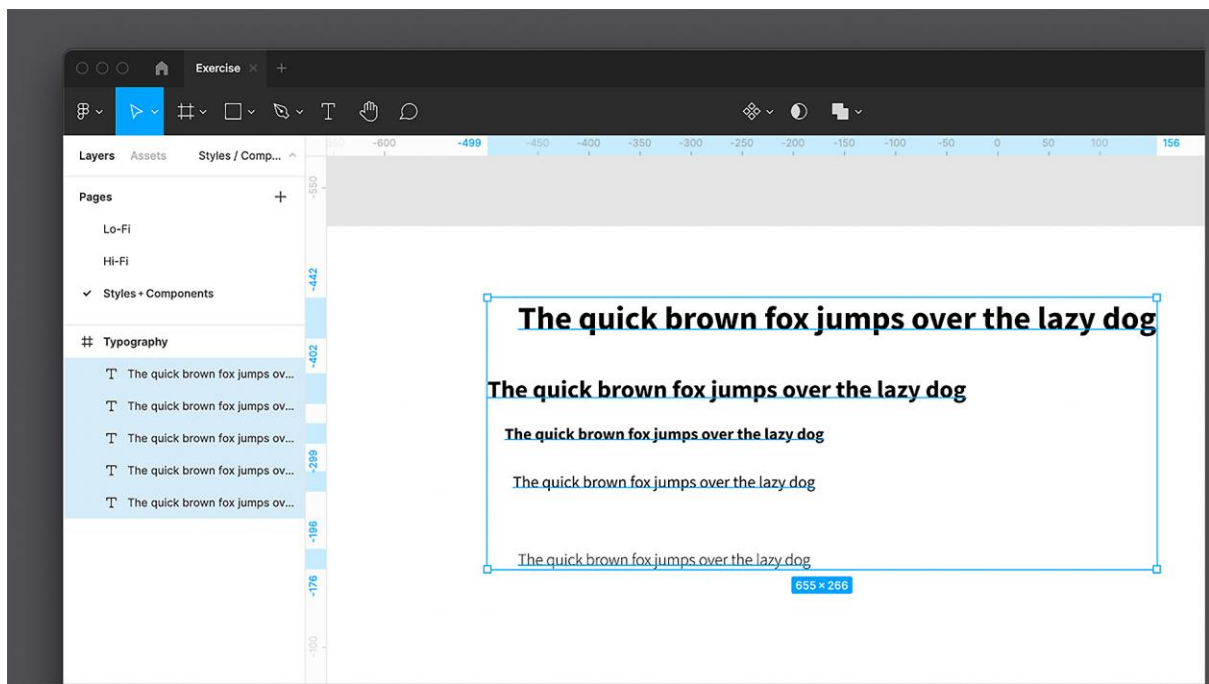 Exercise
Layers Assets Styles / Comp...
-600 -499 -450 -400 -350 -300 -250 -200 -150 -100 -50 0 50 100 156
Pages
-550
Lo-Fi
Hi-Fi
-442
Styles + Components
The quick brown fox jumps over the lazy dog
Typography
-402
The quick brown fox jumps ov...
The quick brown fox jumps over the lazy dog
The quick brown fox jumps ov...
The quick brown fox jumps ov...
The quick brown fox jumps over the lazy dog
-299
The quick brown fox jumps ov...
The quick brown fox jumps over the lazy dog
The quick brown fox jumps ov...
-196
The quick brown fox jumps over the lazy dog
-176
655 × 266
-100